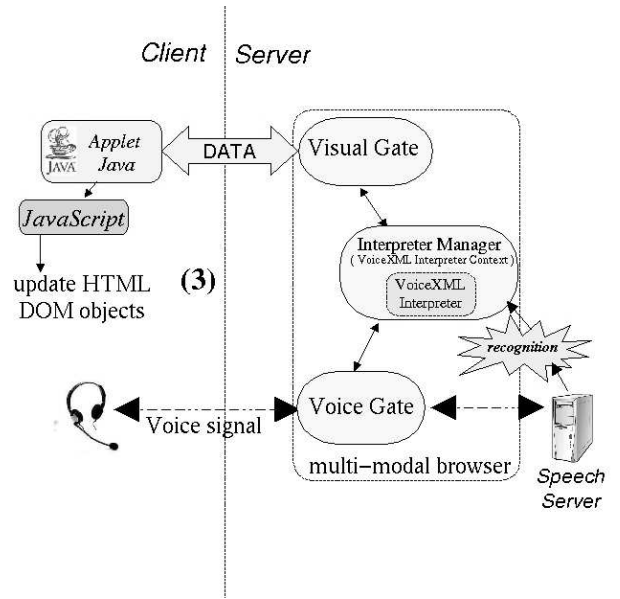 Client
Server
JAVA
Applet
Java
DATA
Visual Gate
JavaScript
update HTML
DOM objects
(3)
Interpreter Manager
( VoiceXML Interpreter Context )
VoiceXML
Interpreter
recognition
Voice signal
Voice Gate
multi-modal browser
Speech
Server